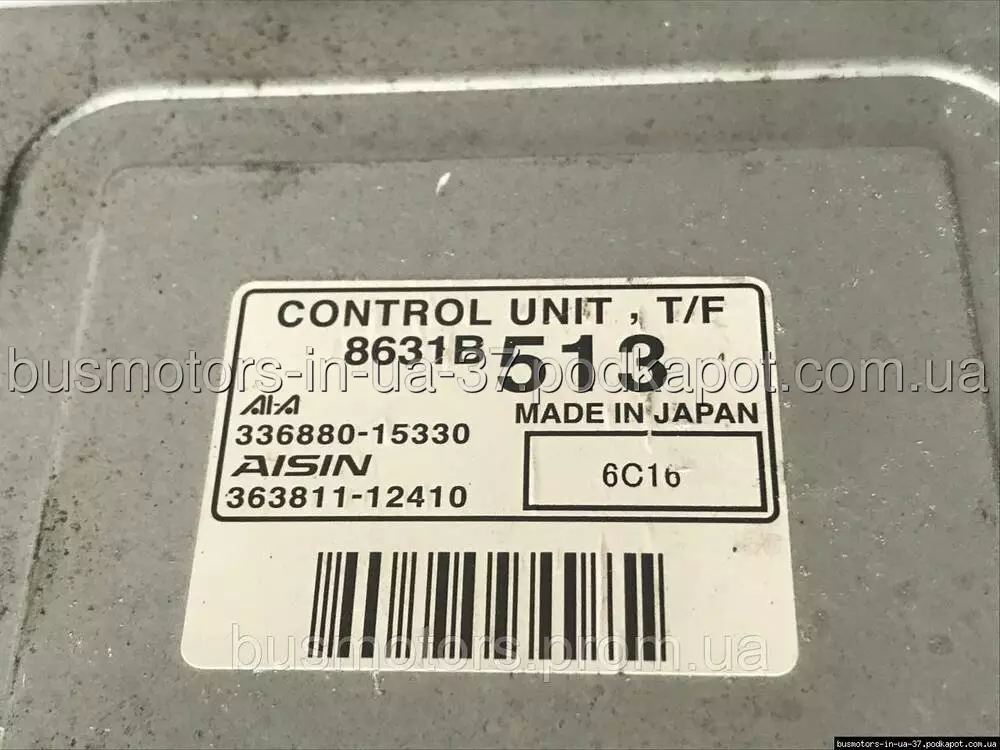 CONTROL UNIT , T/F
8631B 513
busmotors-in-ua-37.podkapot.com.ua
MADE IN JAPAN
336880-15330
AISIN
6C16
363811-12410
busmotors.prom.ua
busmotors-in-ua-37.podkapot.com.ua